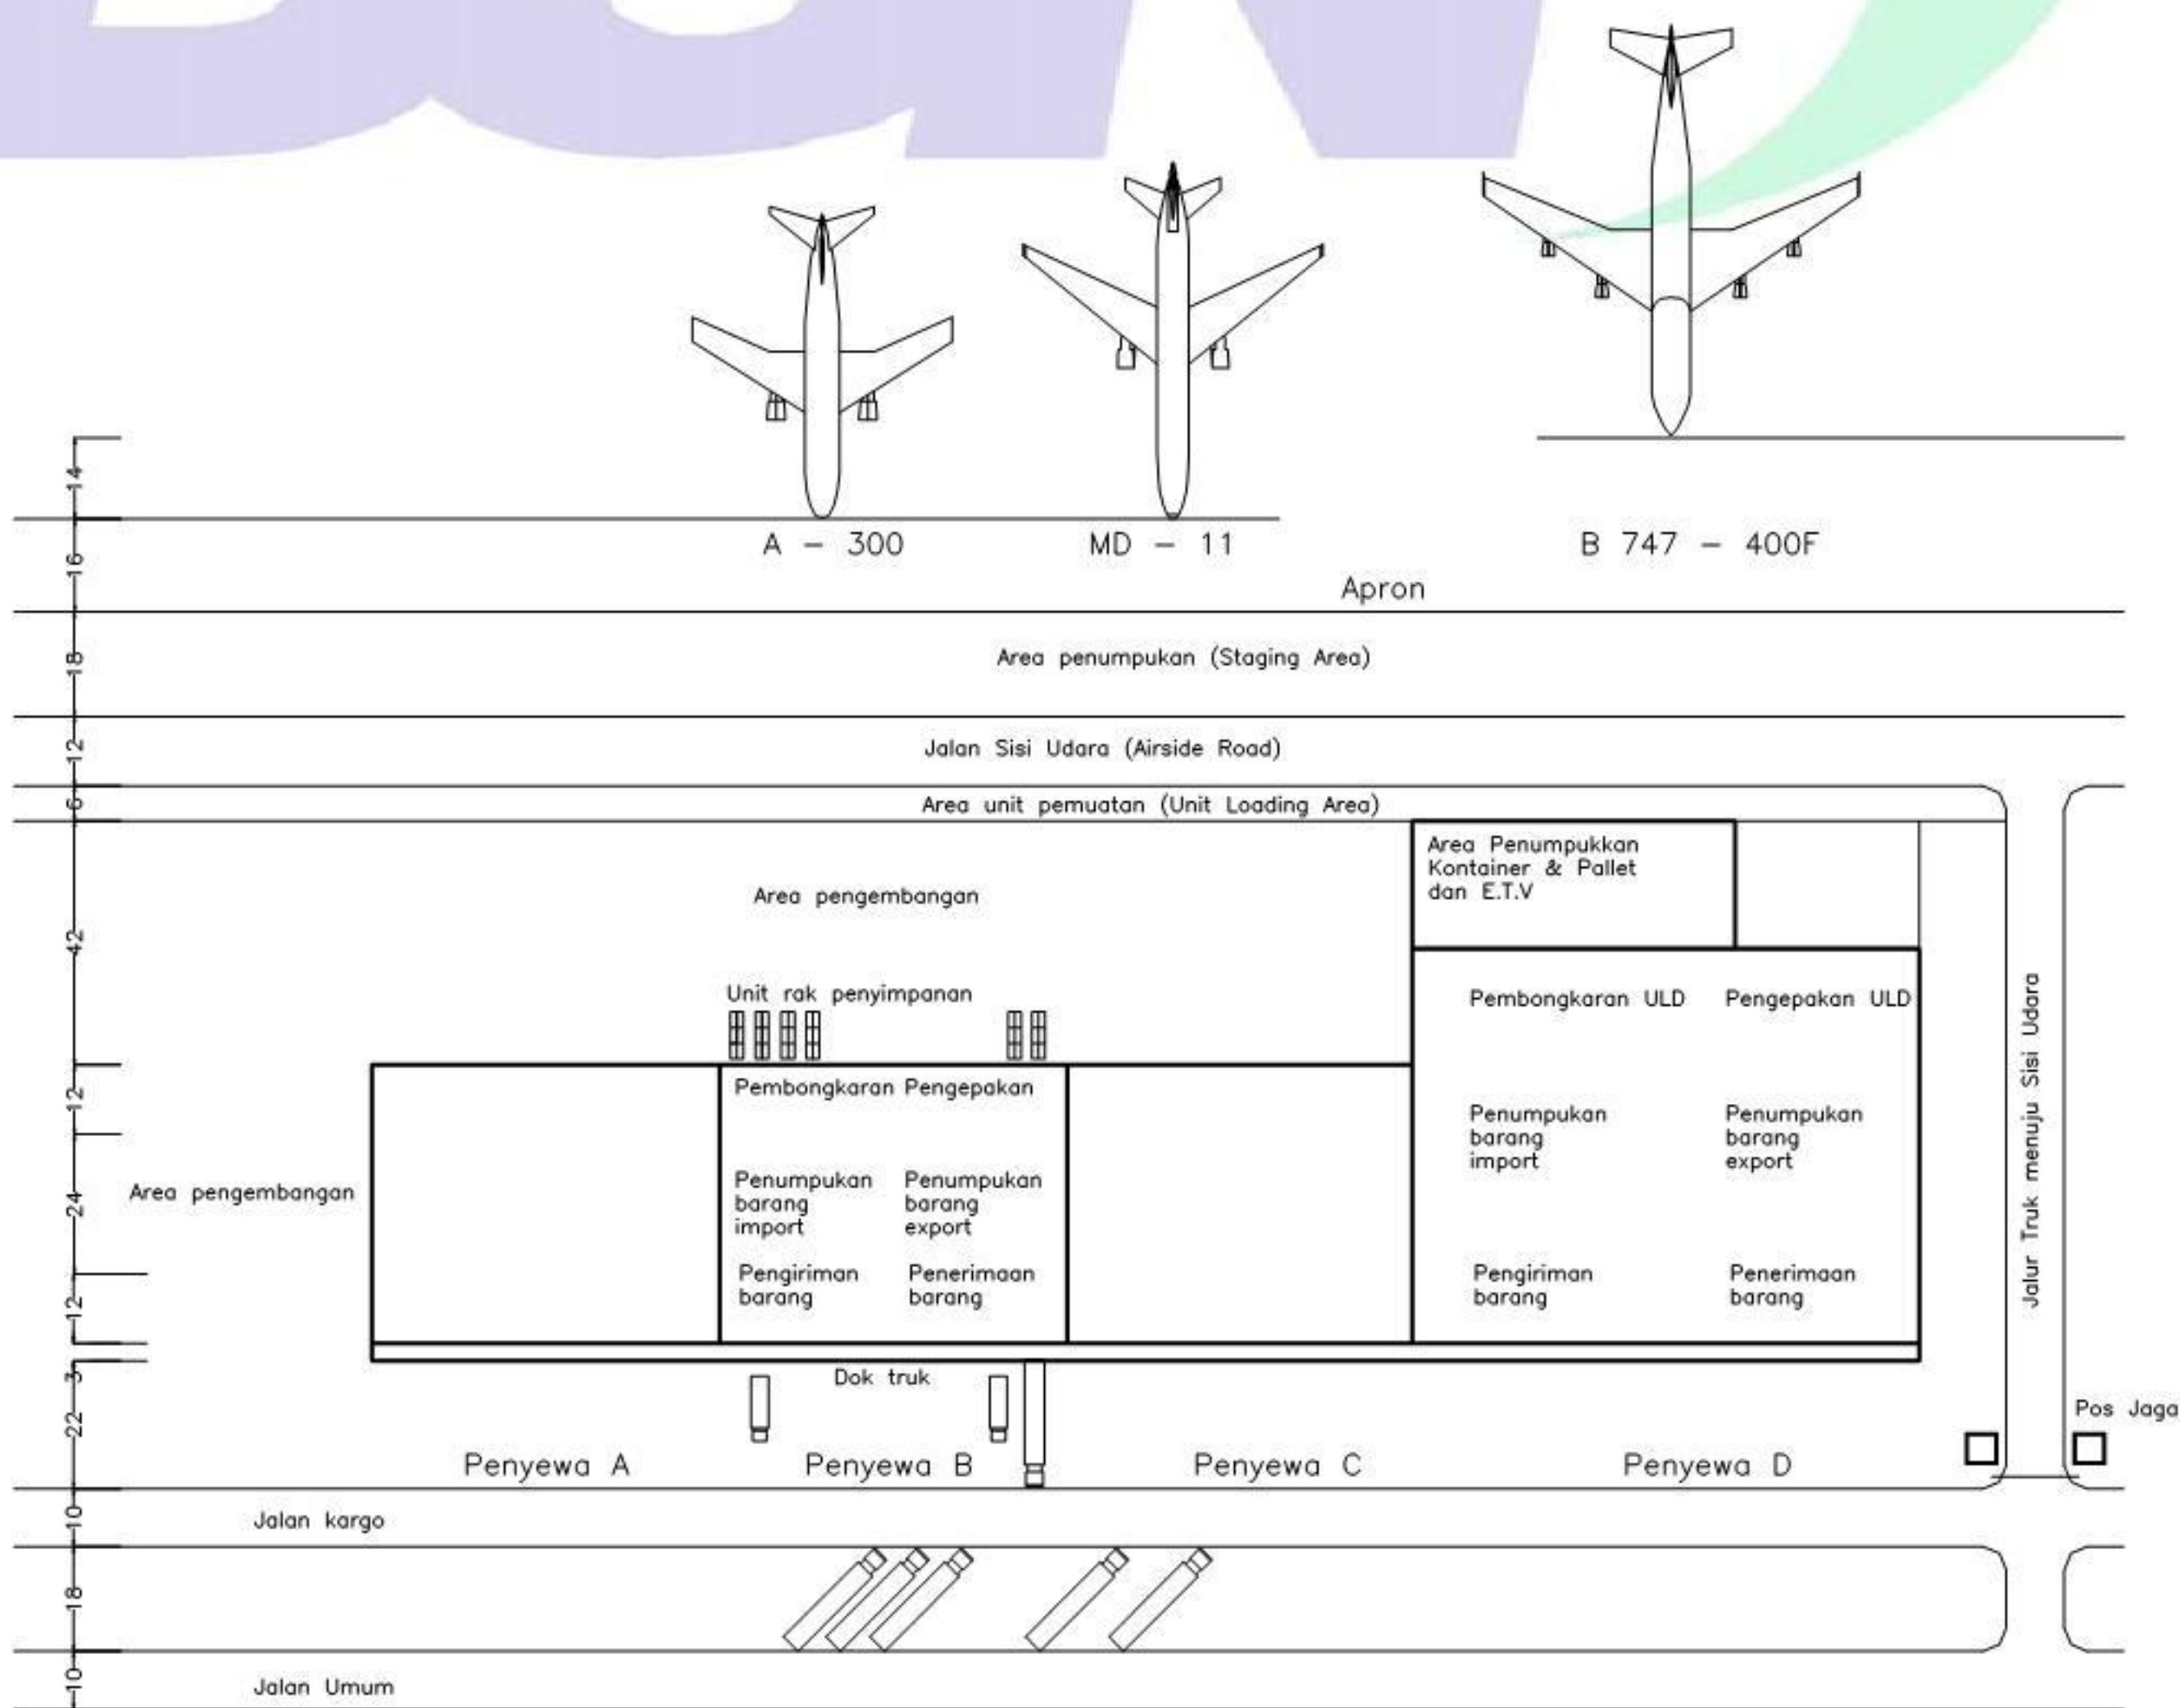 14
A - 300
MD - 11
B 747 - 400F
16
Apron
18
Area penumpukan (Staging Area)
12
Jalan Sisi Udara (Airside Road)
6
Area unit pemuatan (Unit Loading Area)
42
Area pengembangan
Area Penumpukkan
Kontainer & Pallet
dan E.T.V
Unit rak penyimpanan
Pembongkaran ULD
Pengepakan ULD
12
Pembongkaran
Pengepakan
Penumpukan
barang
import
Penumpukan
barang
export
Jalur Truk menuju Sisi Udara
24
Area pengembangan
Penumpukan
barang
import
Penumpukan
barang
export
12
Pengiriman
barang
Penerimaan
barang
Pengiriman
barang
Penerimaan
barang
3
Dok truk
22
Pos Jaga
Penyewa A
Penyewa B
Penyewa C
Penyewa D
10
Jalan kargo
18
10
Jalan Umum